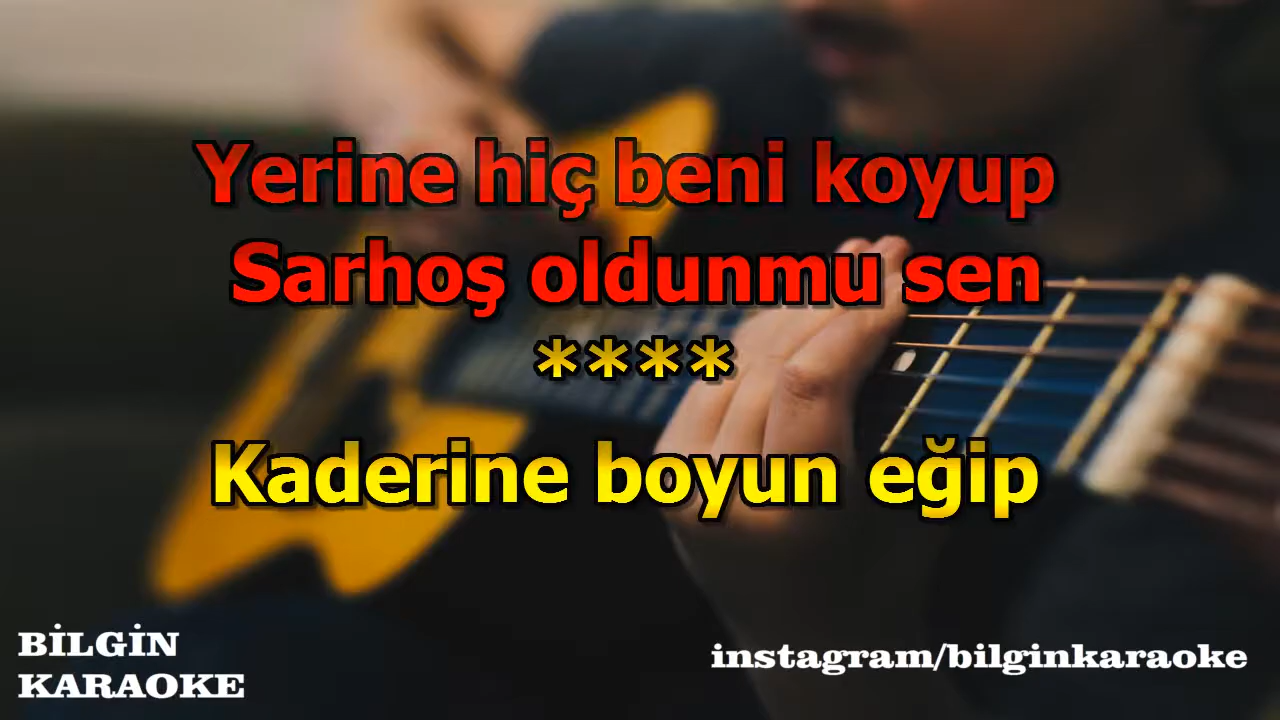 Yerine hiç beni koyup
Sarhoş oldunmu sen
****
Kaderine boyun eğip
BİLGİN
KARAOKE
instagram/bilginkaraoke